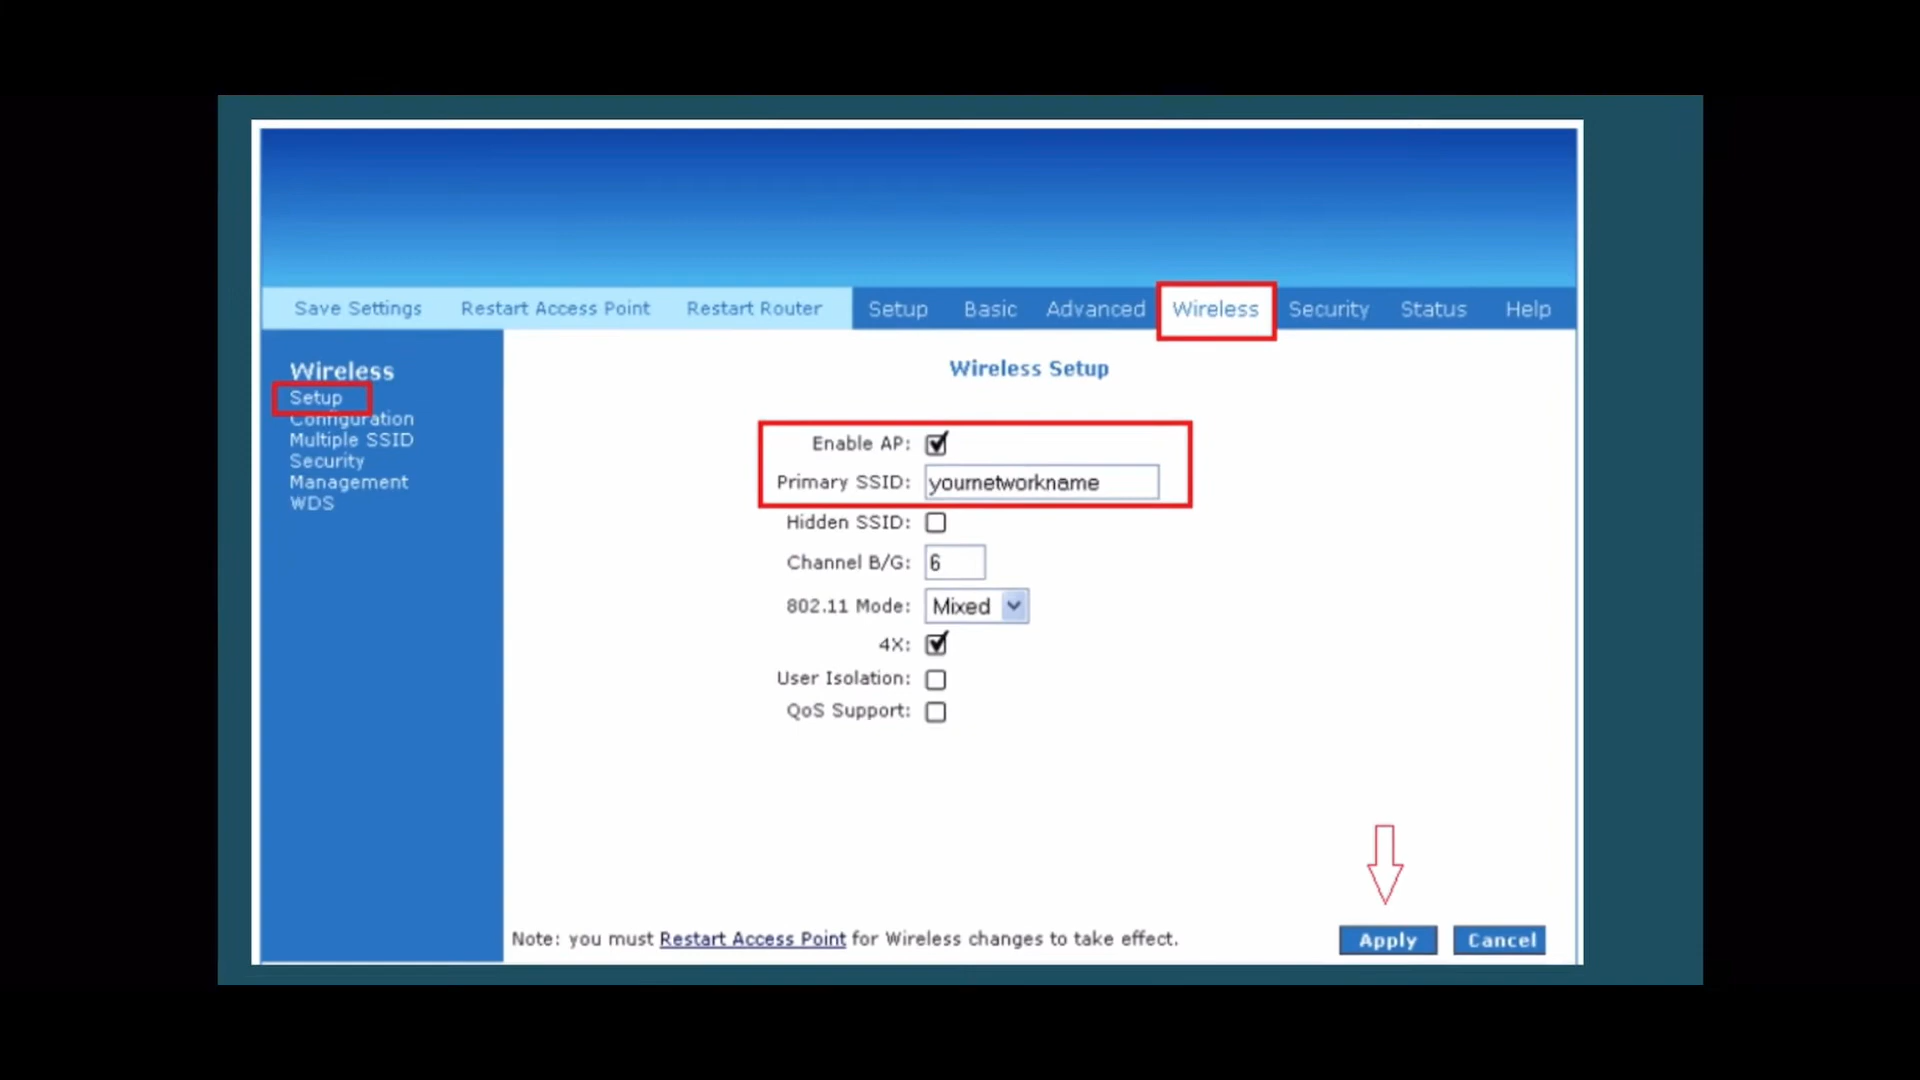 Save Settings Restart Access Point Restart Router Setup Basic Advanced Wireless Security Status Help
Wireless
Setup
Configuration
Multiple SSID
Security
Management
WDS
Wireless Setup
Enable AP:
Primary SSID: yournetworkname
Hidden SSID:
Channel B/G: 6
802.11 Mode: Mixed
4X:
User Isolation:
QoS Support:
Note: you must Restart Access Point for Wireless changes to take effect.
Apply Cancel